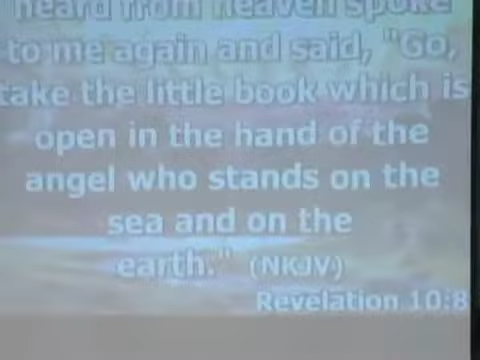 heard from heaven spoke
to me again and said, "Go,
take the little book which is
open in the hand of the
angel who stands on the
sea and on the
earth." (NKJV)
Revelation 10:8